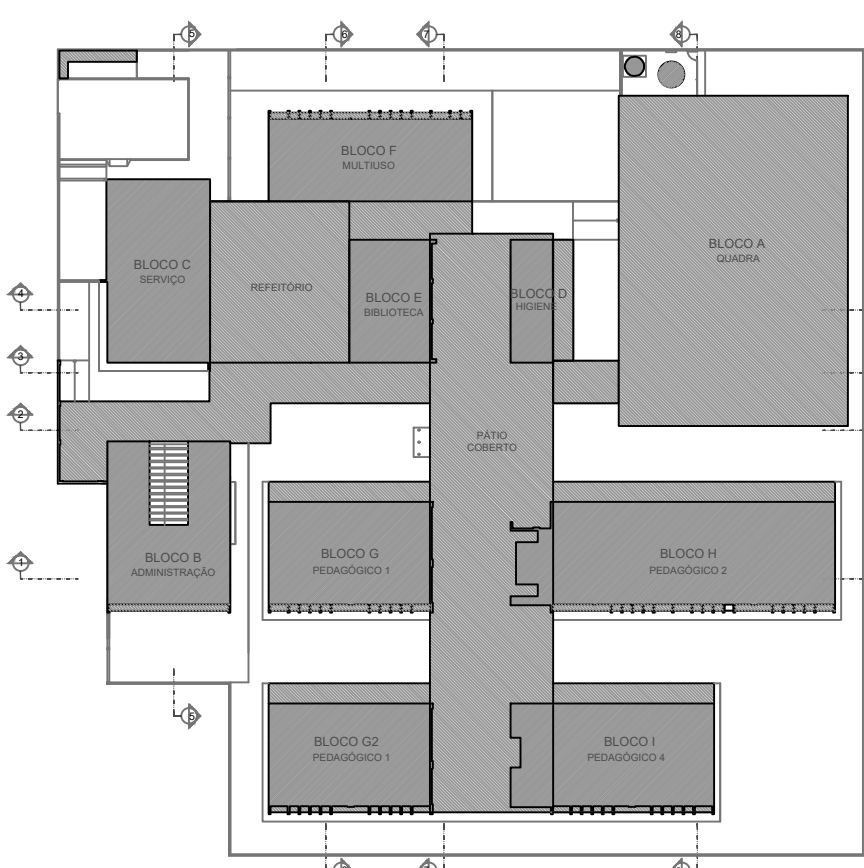 5
6
7
8
BLOCO F
MULTIUSO
BLOCO A
QUADRA
BLOCO C
SERVIÇO
REFEITÓRIO
BLOCO E
BIBLIOTECA
BLOCO D
HIGIENE
4
3
2
PÁTIO
COBERTO
BLOCO B
ADMINISTRAÇÃO
BLOCO G
PEDAGÓGICO 1
BLOCO H
PEDAGÓGICO 2
1
5
BLOCO G2
PEDAGÓGICO 1
BLOCO I
PEDAGÓGICO 4